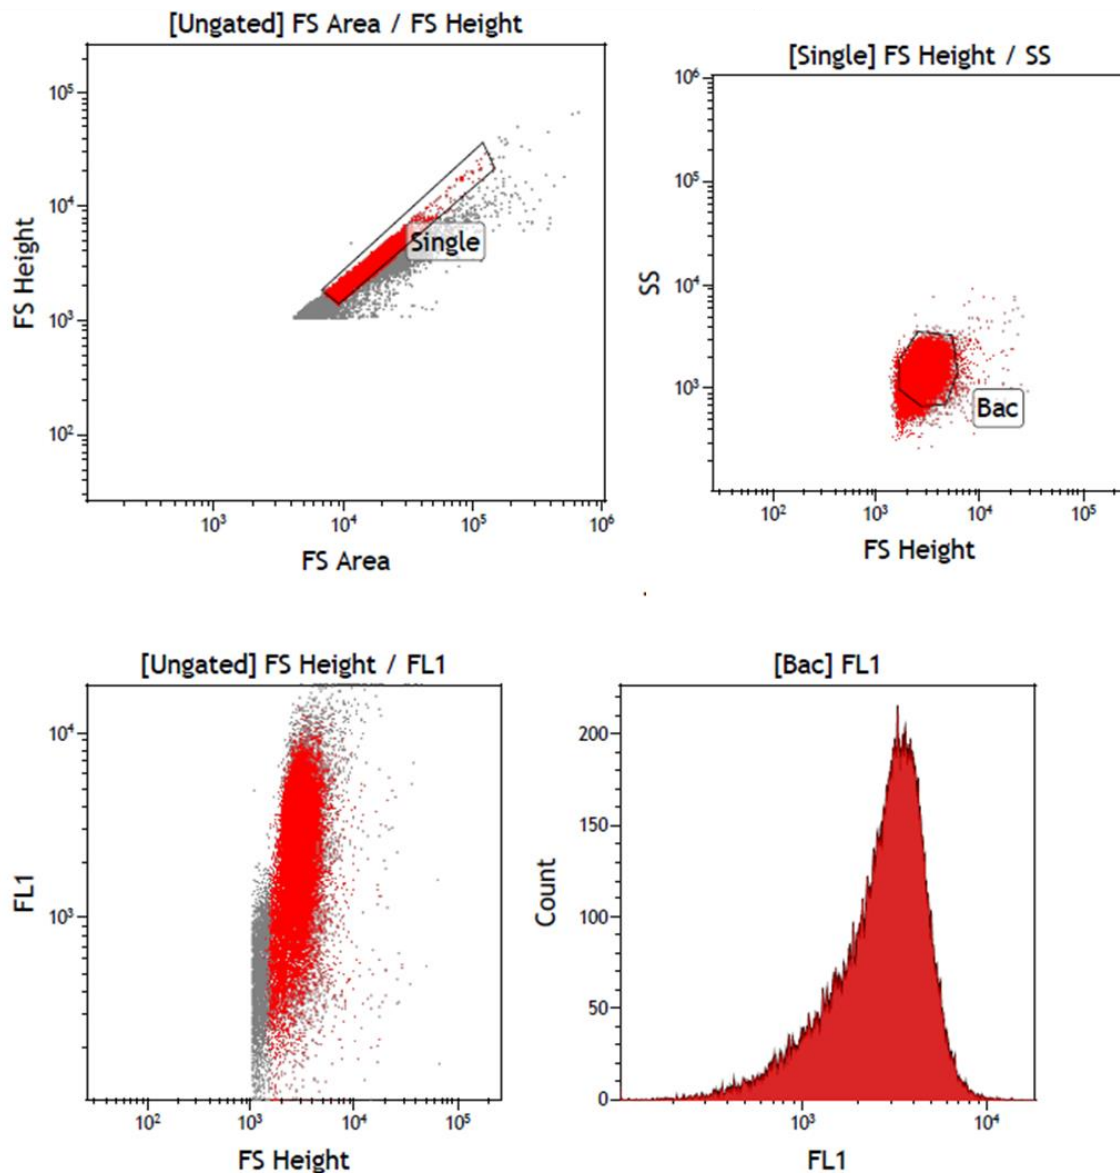 [Ungated] FS Area / FS Height
10⁵
10⁴
10³
10²
FS Height
Single
10³ 10⁴ 10⁵ 10⁶
FS Area
[Single] FS Height / SS
10⁶
10⁵
10⁴
10³
SS
Bac
10² 10³ 10⁴ 10⁵
FS Height
[Ungated] FS Height / FL1
10⁴
10³
FL1
10² 10³ 10⁴ 10⁵
FS Height
[Bac] FL1
200
150
100
50
0
Count
10³ 10⁴
FL1